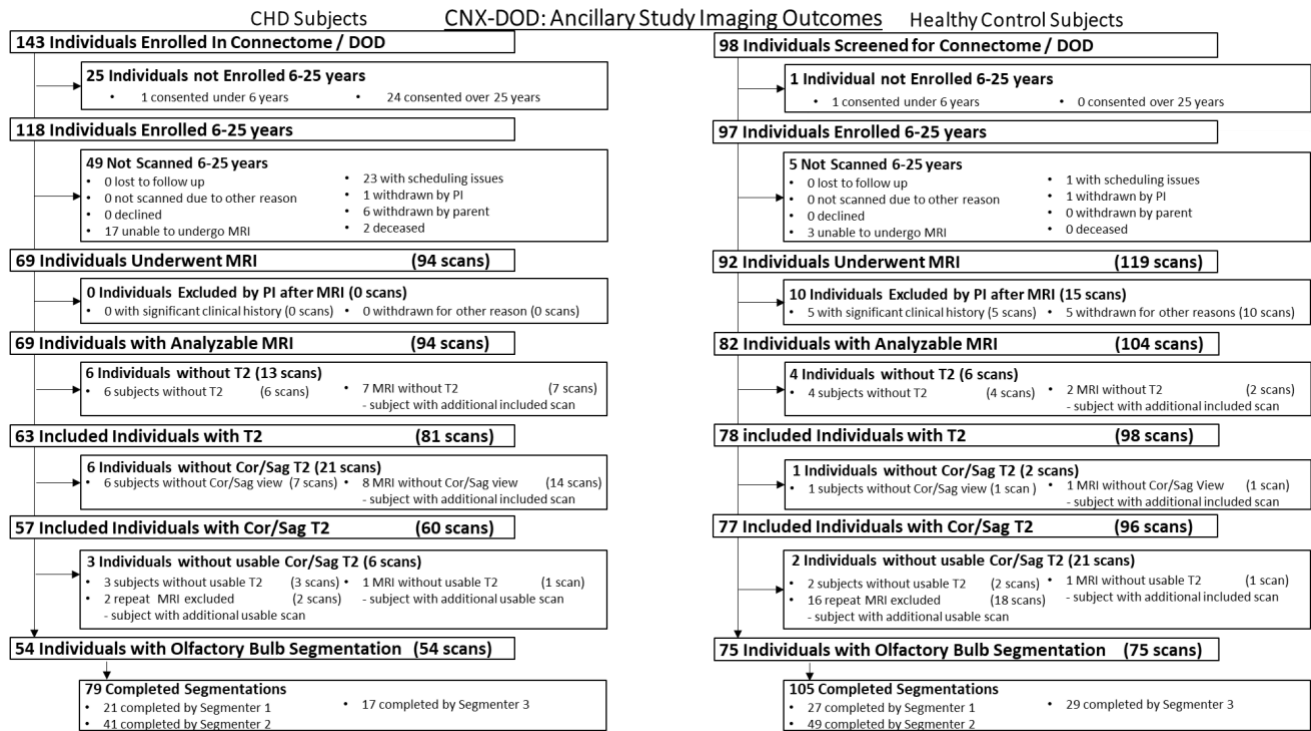 CHD Subjects
CNX-DOD: Ancillary Study Imaging Outcomes
Healthy Control Subjects
143 Individuals Enrolled In Connectome / DOD
25 Individuals not Enrolled 6-25 years
• 1 consented under 6 years
• 24 consented over 25 years
118 Individuals Enrolled 6-25 years
49 Not Scanned 6-25 years
• 0 lost to follow up
• 0 not scanned due to other reason
• 0 declined
• 17 unable to undergo MRI
• 23 with scheduling issues
• 1 withdrawn by PI
• 6 withdrawn by parent
• 2 deceased
69 Individuals Underwent MRI (94 scans)
0 Individuals Excluded by PI after MRI (0 scans)
• 0 with significant clinical history (0 scans)
• 0 withdrawn for other reason (0 scans)
69 Individuals with Analyzable MRI (94 scans)
6 Individuals without T2 (13 scans)
• 6 subjects without T2 (6 scans)
• 7 MRI without T2 (7 scans)
- subject with additional included scan
63 Included Individuals with T2 (81 scans)
6 Individuals without Cor/Sag T2 (21 scans)
• 6 subjects without Cor/Sag view (7 scans)
• 8 MRI without Cor/Sag view (14 scans)
- subject with additional included scan
57 Included Individuals with Cor/Sag T2 (60 scans)
3 Individuals without usable Cor/Sag T2 (6 scans)
• 3 subjects without usable T2 (3 scans)
• 2 repeat MRI excluded (2 scans)
- subject with additional usable scan
• 1 MRI without usable T2 (1 scan)
- subject with additional usable scan
54 Individuals with Olfactory Bulb Segmentation (54 scans)
79 Completed Segmentations
• 21 completed by Segmenter 1
• 41 completed by Segmenter 2
• 17 completed by Segmenter 3
98 Individuals Screened for Connectome / DOD
1 Individual not Enrolled 6-25 years
• 1 consented under 6 years
• 0 consented over 25 years
97 Individuals Enrolled 6-25 years
5 Not Scanned 6-25 years
• 0 lost to follow up
• 0 not scanned due to other reason
• 0 declined
• 3 unable to undergo MRI
• 1 with scheduling issues
• 1 withdrawn by PI
• 0 withdrawn by parent
• 0 deceased
92 Individuals Underwent MRI (119 scans)
10 Individuals Excluded by PI after MRI (15 scans)
• 5 with significant clinical history (5 scans)
• 5 withdrawn for other reasons (10 scans)
82 Individuals with Analyzable MRI (104 scans)
4 Individuals without T2 (6 scans)
• 4 subjects without T2 (4 scans)
• 2 MRI without T2 (2 scans)
- subject with additional included scan
78 included Individuals with T2 (98 scans)
1 Individuals without Cor/Sag T2 (2 scans)
• 1 subjects without Cor/Sag view (1 scan )
• 1 MRI without Cor/Sag View (1 scan)
- subject with additional included scan
77 Included Individuals with Cor/Sag T2 (96 scans)
2 Individuals without usable Cor/Sag T2 (21 scans)
• 2 subjects without usable T2 (2 scans)
• 16 repeat MRI excluded (18 scans)
- subject with additional usable scan
• 1 MRI without usable T2 (1 scan)
- subject with additional included scan
75 Individuals with Olfactory Bulb Segmentation (75 scans)
105 Completed Segmentations
• 27 completed by Segmenter 1
• 49 completed by Segmenter 2
• 29 completed by Segmenter 3